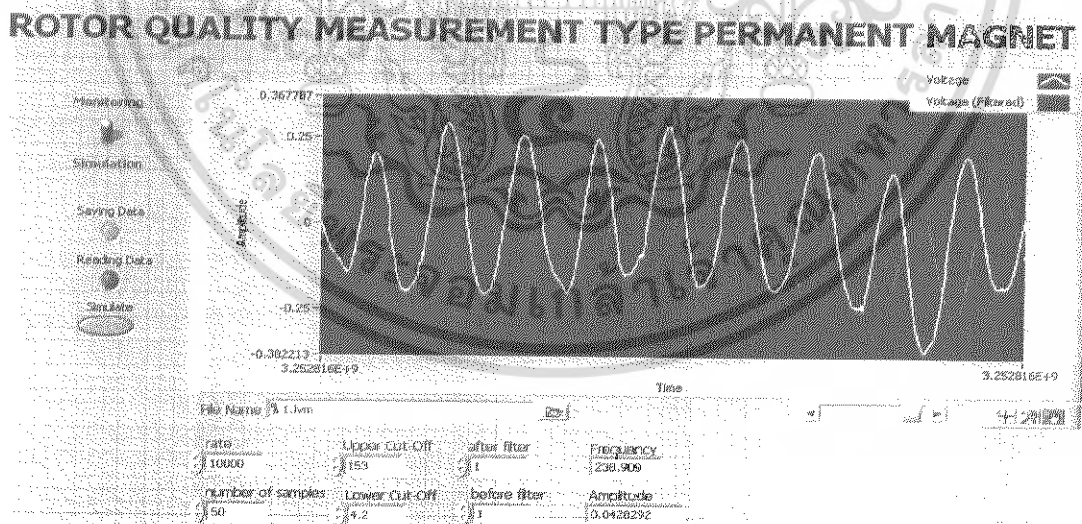 ROTOR QUALITY MEASUREMENT TYPE PERMANENT MAGNET
Voltage
Voltage (Filtered)
Monitoring
Simulation
Saving Data
Reading Data
Simulate
Amplitude
0.367787
0.25
0
-0.25
-0.382213
3.252816E+9
3.252816E+9
Time
File Name
1.lvm
rate
10000
Upper Cut-Off
153
after filter
1
Frequency
238.909
number of samples
50
Lower Cut-Off
4.2
before filter
1
Amplitude
0.0428292